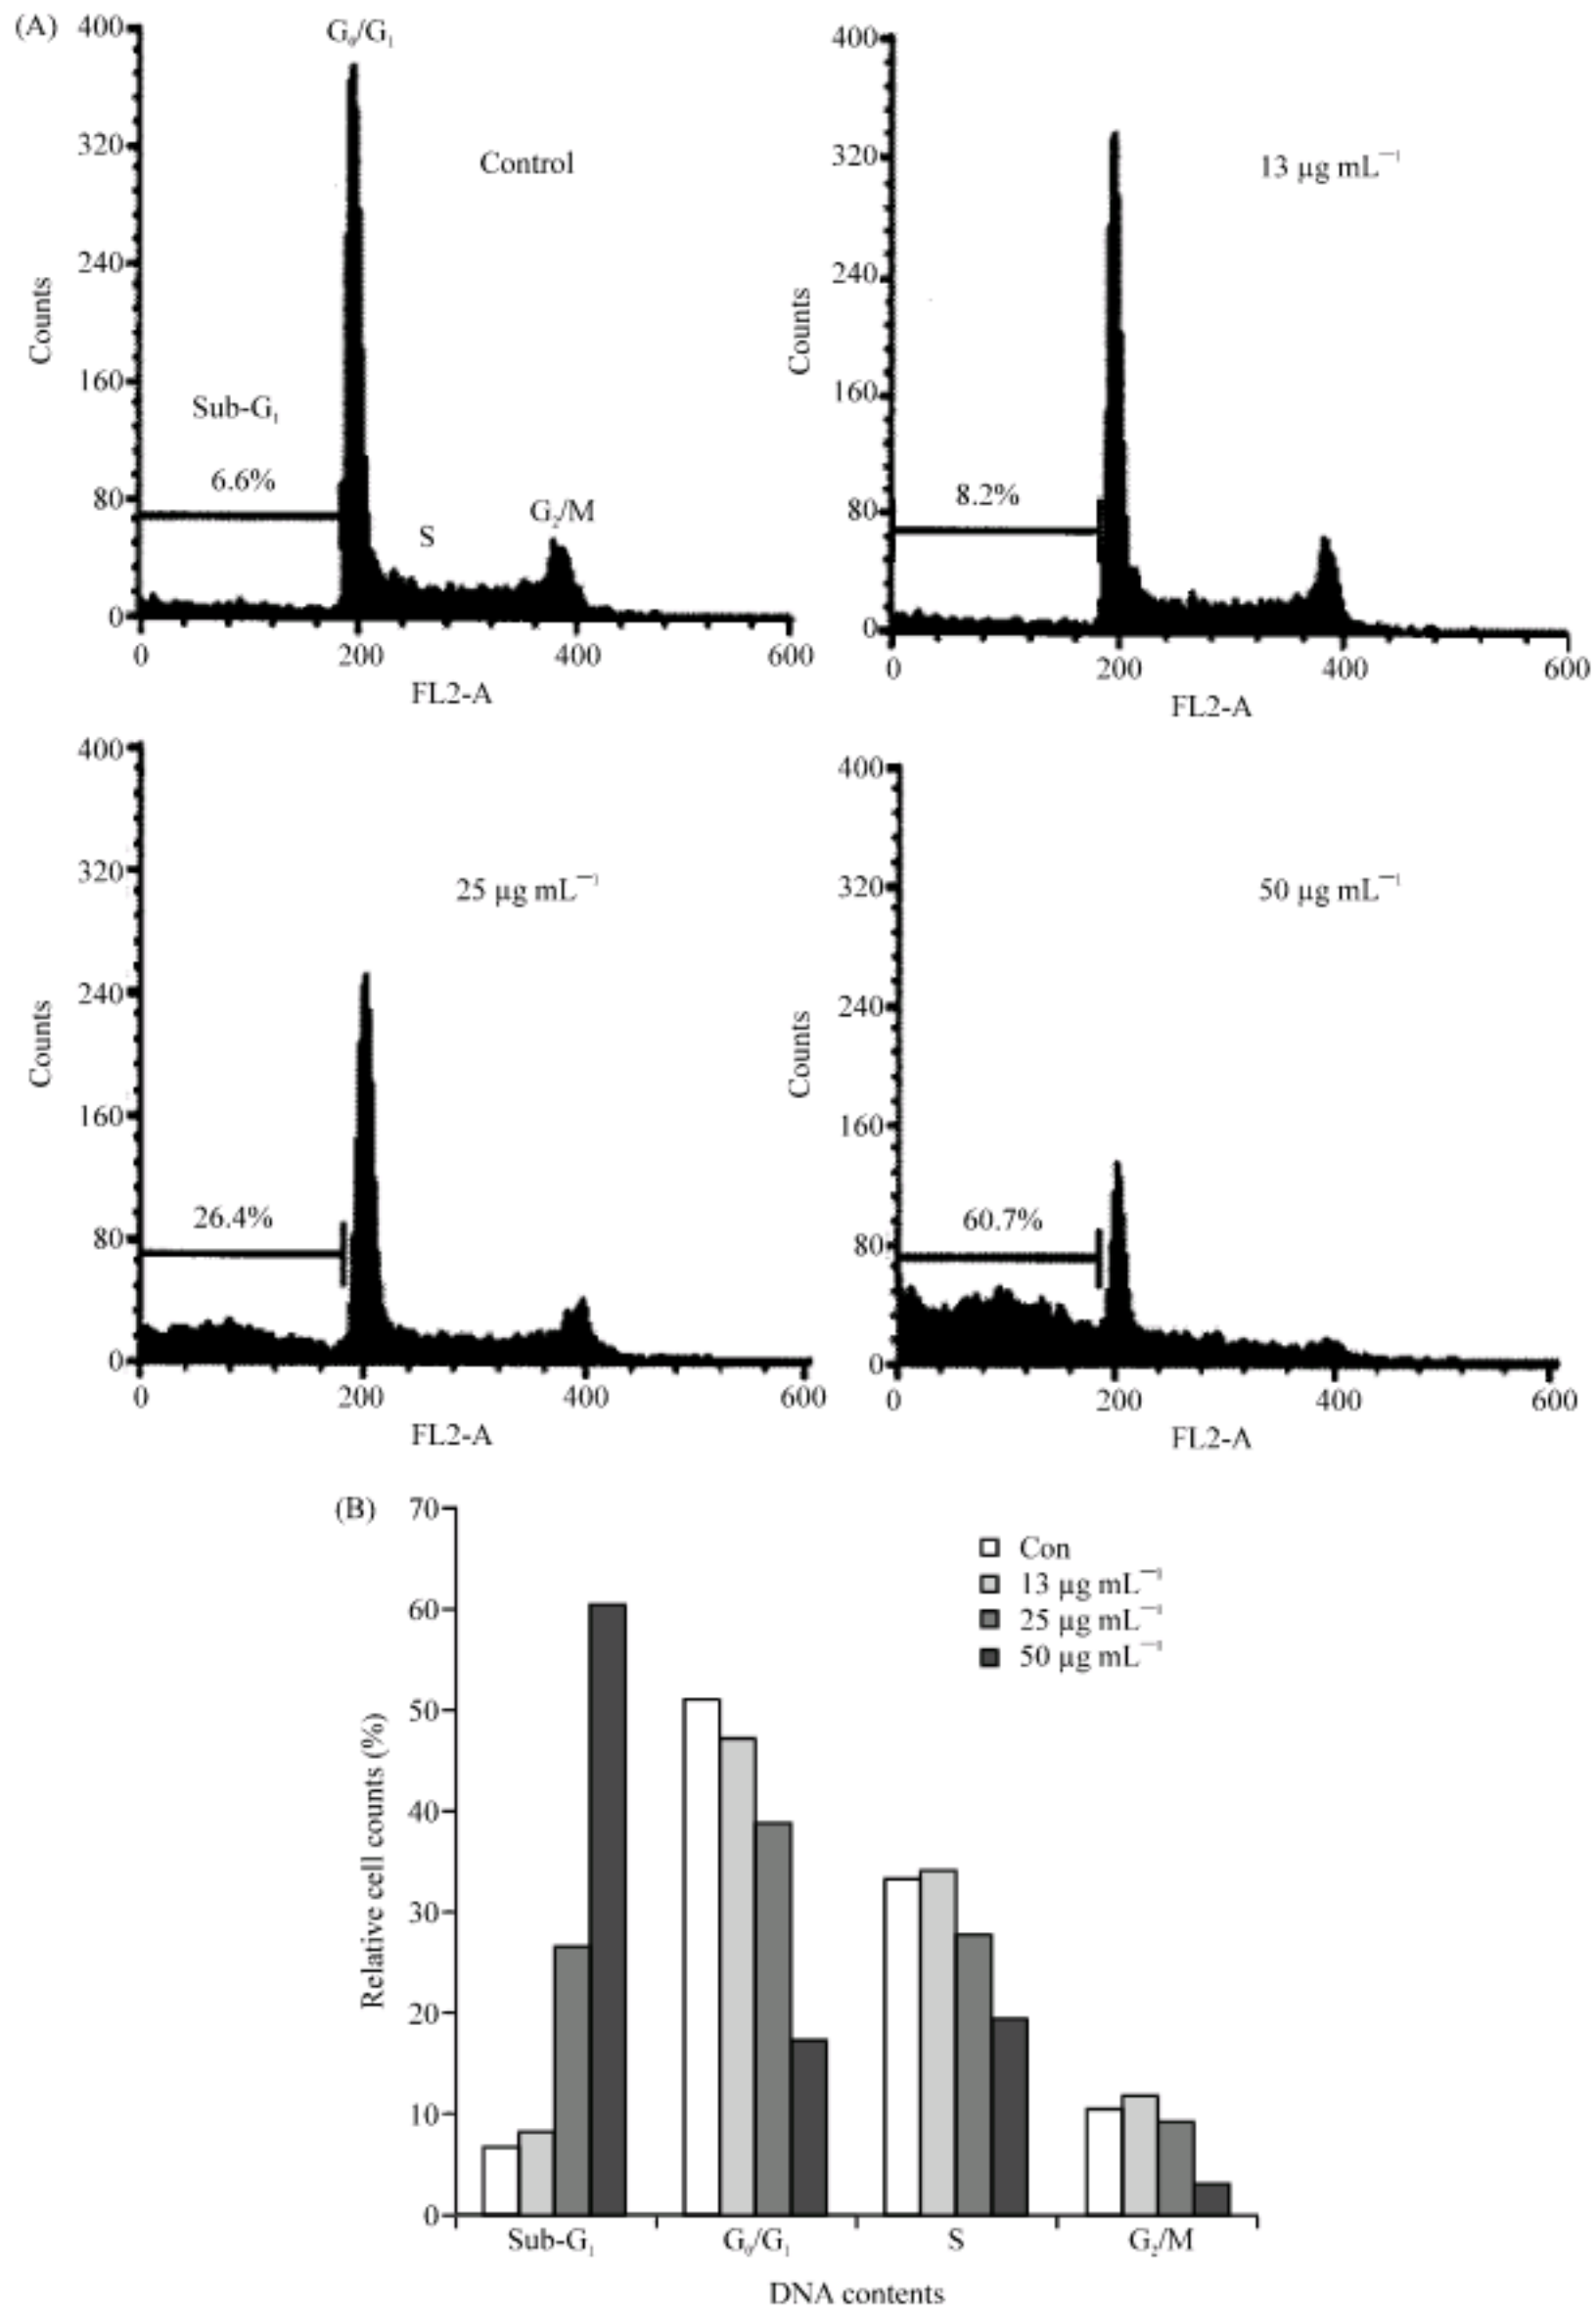 (A)
400
320
240
160
80
0
Counts
G₀/G₁
Control
Sub-G₁
6.6%
S
G₂/M
0 200 400 600
FL2-A
400
320
240
160
80
0
Counts
13 µg mL⁻¹
8.2%
0 200 400 600
FL2-A
400
320
240
160
80
0
Counts
25 µg mL⁻¹
26.4%
0 200 400 600
FL2-A
400
320
240
160
80
0
Counts
50 µg mL⁻¹
60.7%
0 200 400 600
FL2-A
(B)
70
60
50
40
30
20
10
0
Relative cell counts (%)
Con
13 µg mL⁻¹
25 µg mL⁻¹
50 µg mL⁻¹
Sub-G₁ G₀/G₁ S G₂/M
DNA contents